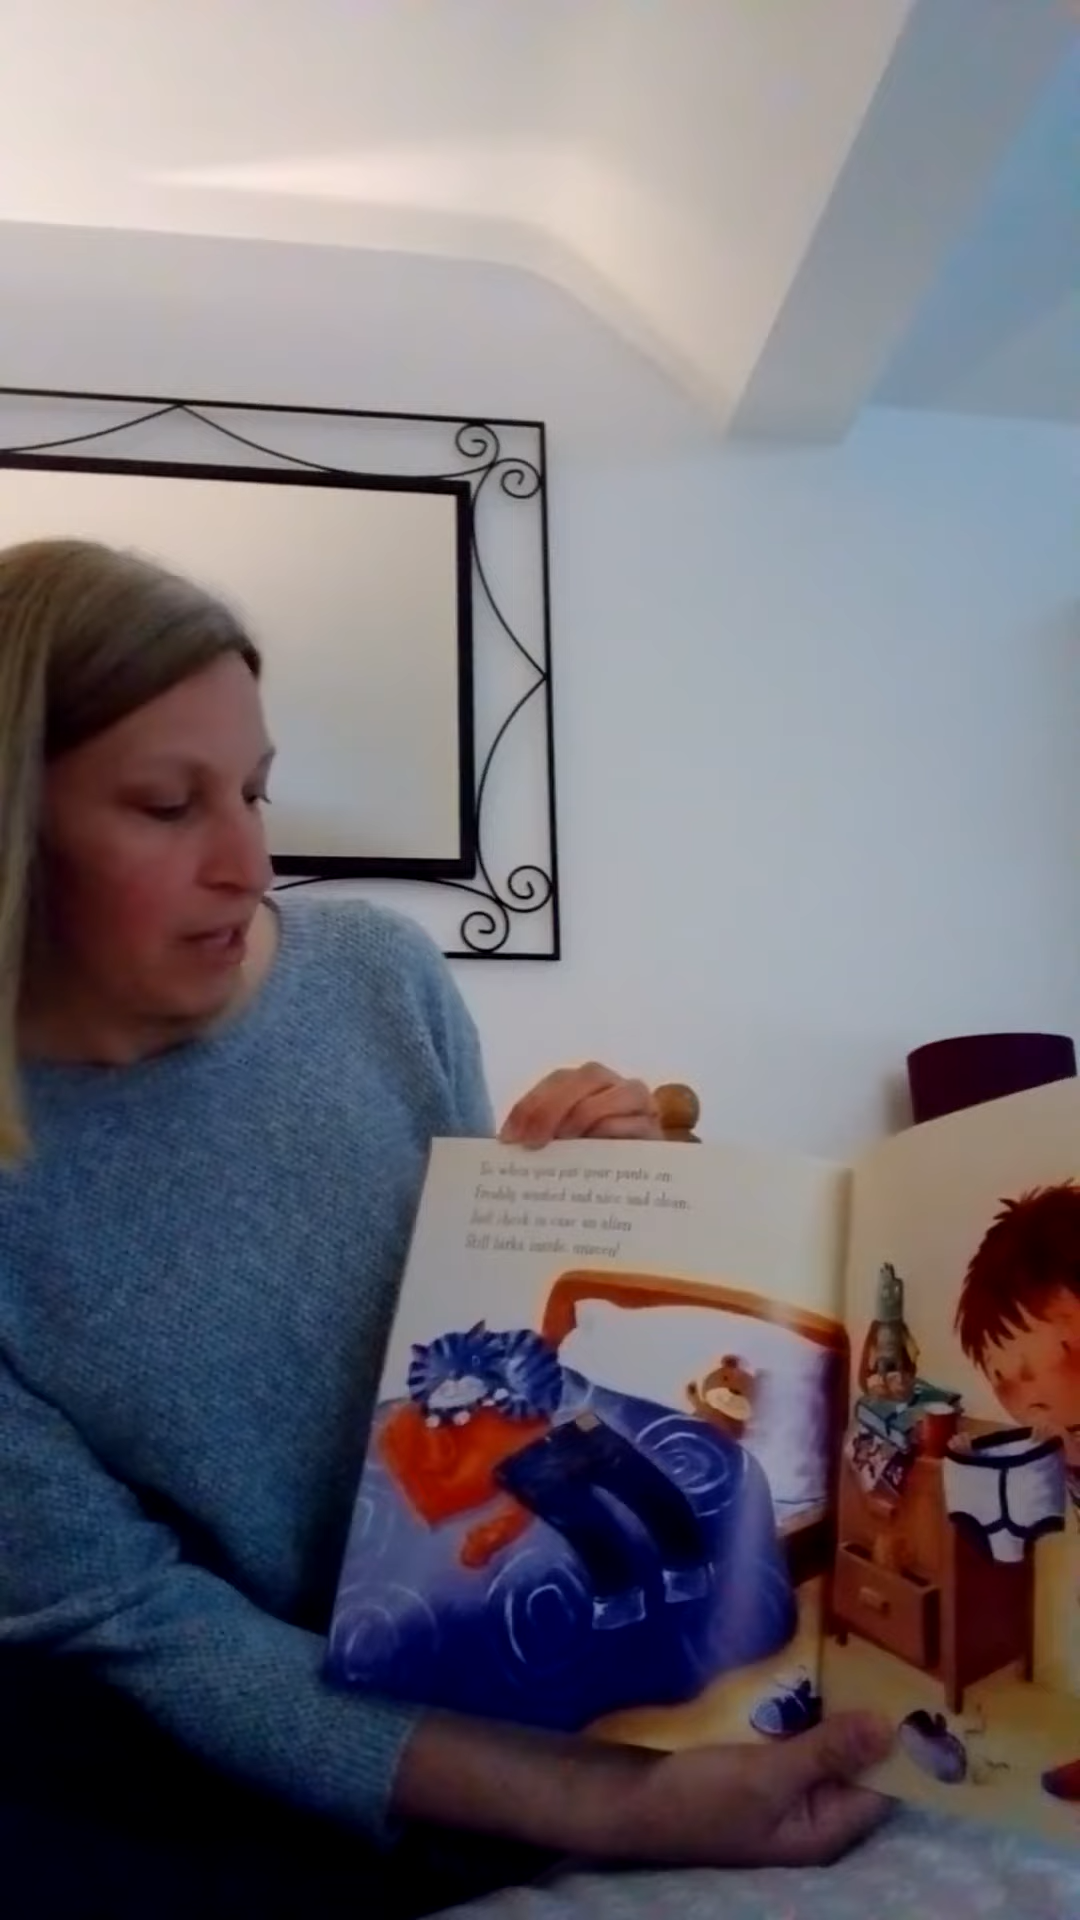 So when you put your pants on
Freshly washed and nice and clean,
Just check in case an alien
Still lurks inside, unseen!